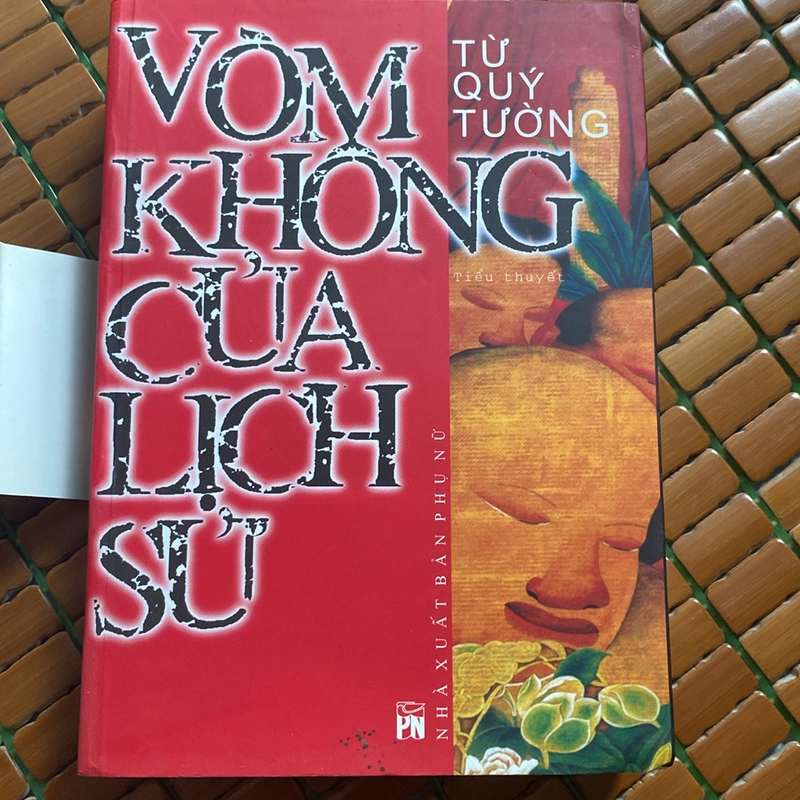 VÒM
KHÔNG
CỦA
LỊCH
SỬ
TỪ
QUÝ
TƯỜNG
Tiểu thuyết
NHÀ XUẤT BẢN PHỤ NỮ
PN